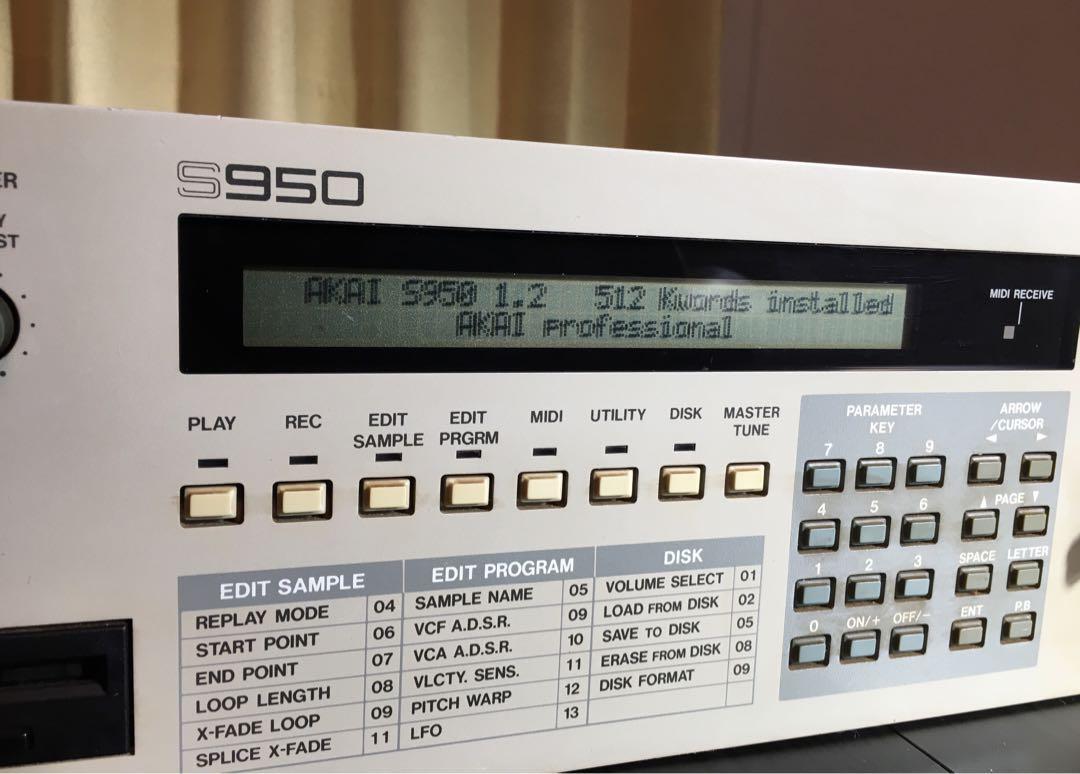 ER
Y
ST
S950
AKAI S950 1.2 512 Kwords installed
AKAI professional
MIDI RECEIVE
PLAY
REC
EDIT
SAMPLE
EDIT
PRGRM
MIDI
UTILITY
DISK
MASTER
TUNE
PARAMETER
KEY
ARROW
/CURSOR
◀ ▶
7 8 9
4 5 6
▲ PAGE ▼
1 2 3
SPACE LETTER
0 ON/+ OFF/-
ENT P.B
EDIT SAMPLE
REPLAY MODE 04
START POINT 06
END POINT 07
LOOP LENGTH 08
X-FADE LOOP 09
SPLICE X-FADE 11
EDIT PROGRAM
SAMPLE NAME 05
VCF A.D.S.R. 09
VCA A.D.S.R. 10
VLCTY. SENS. 11
PITCH WARP 12
LFO 13
DISK
VOLUME SELECT 01
LOAD FROM DISK 02
SAVE TO DISK 05
ERASE FROM DISK 08
DISK FORMAT 09